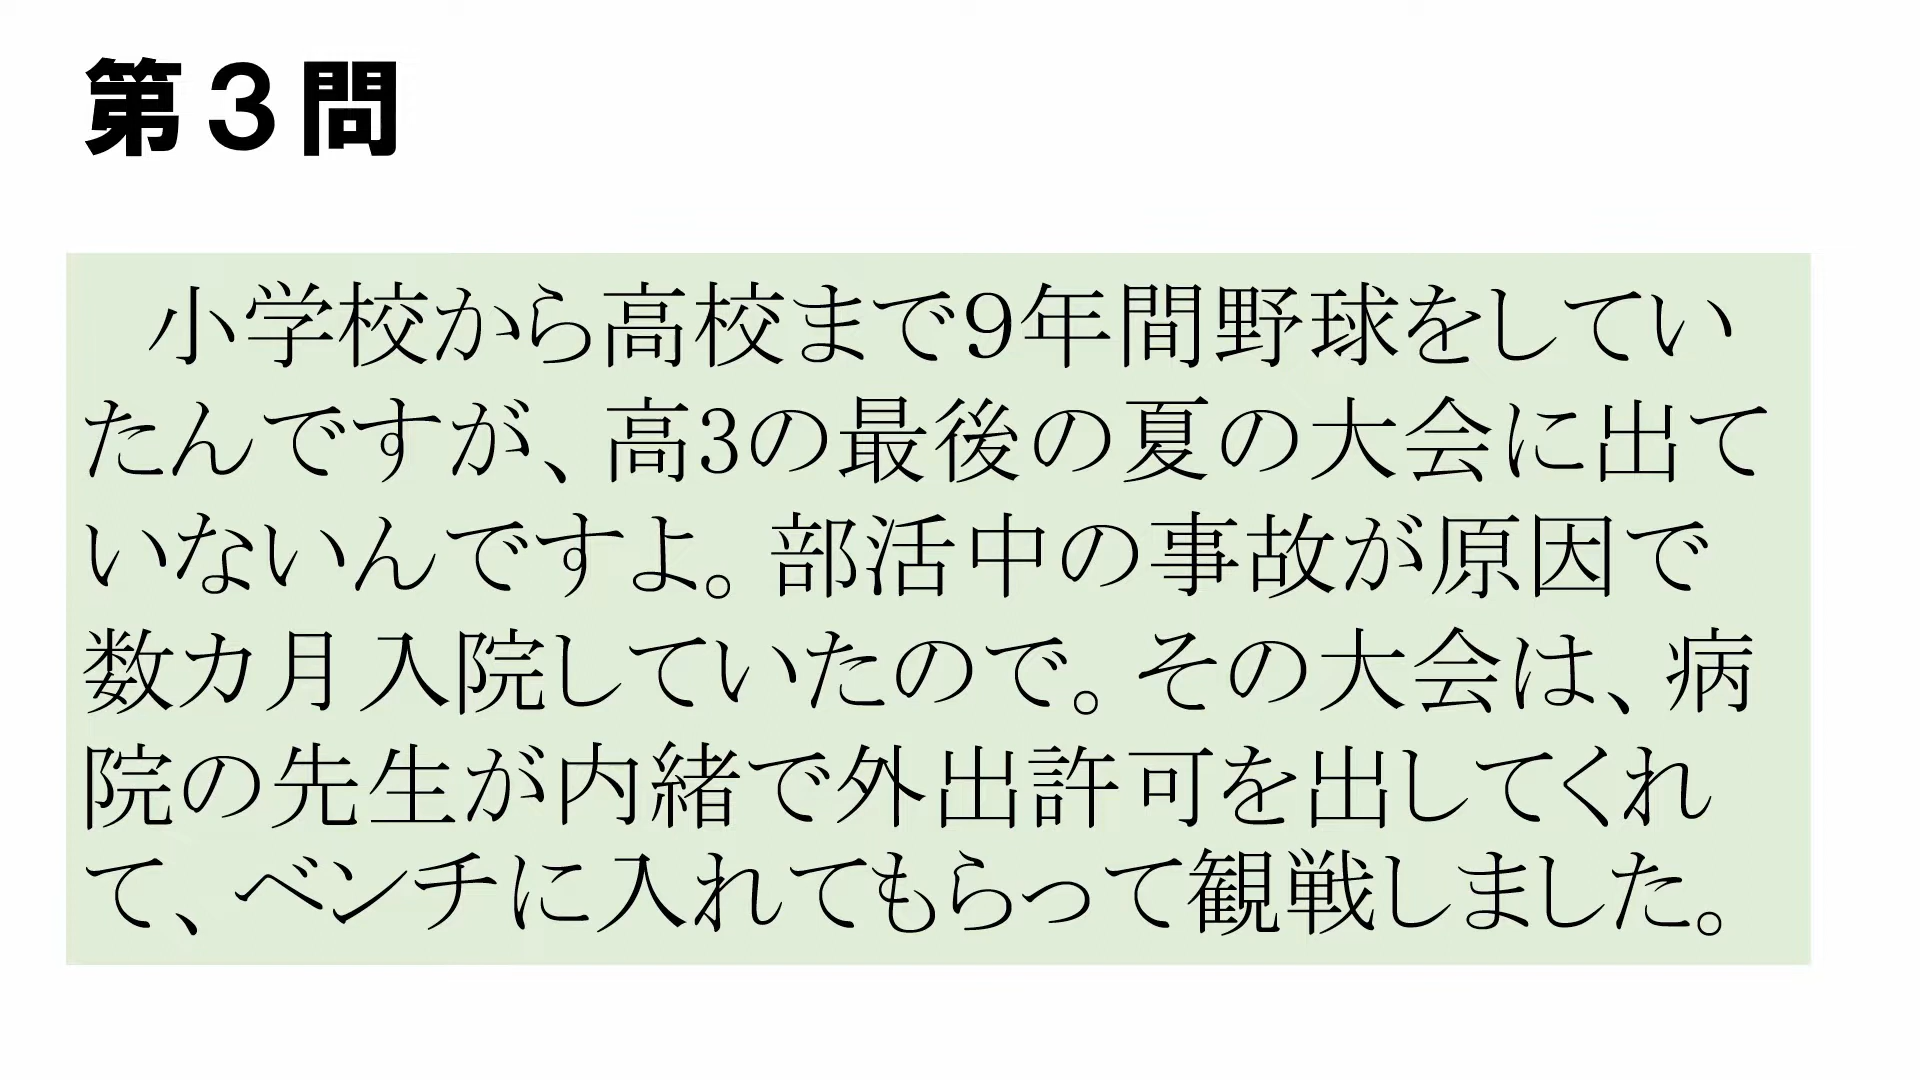 第３問
小学校から高校まで９年間野球をしてい
たんですが、高3の最後の夏の大会に出て
いないんですよ。部活中の事故が原因で
数カ月入院していたので。その大会は、病
院の先生が内緒で外出許可を出してくれ
て、ベンチに入れてもらって観戦しました。